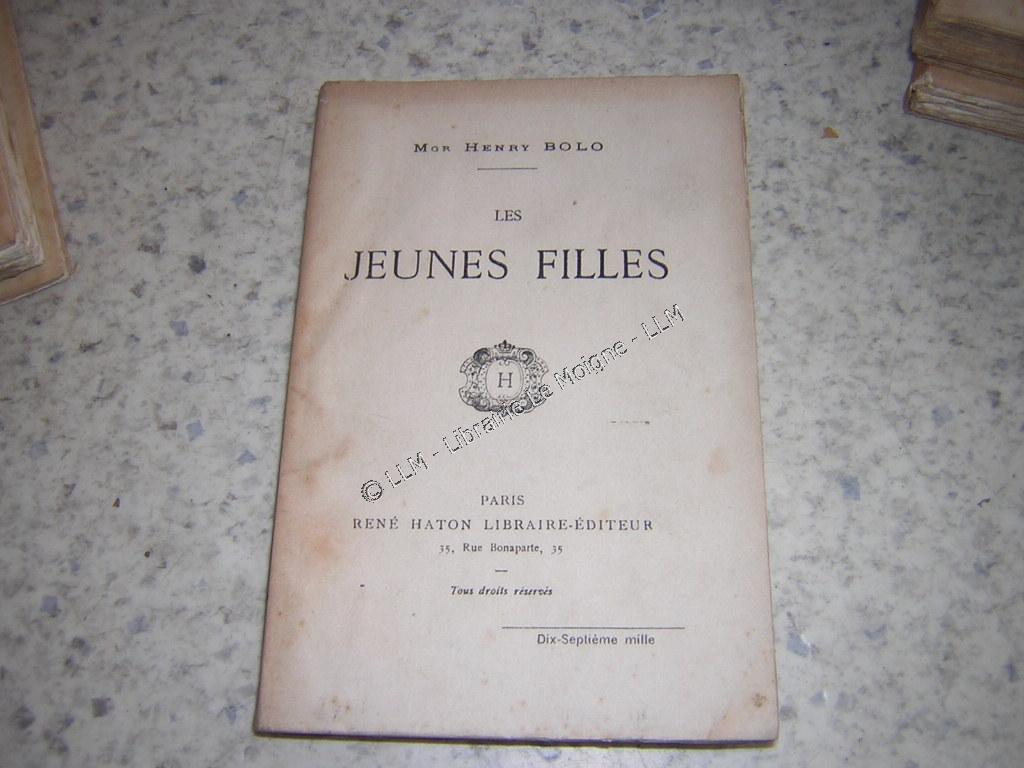 Mgr Henry BOLO
LES
JEUNES FILLES
H
© LLM - Librairie Le Moigne - LLM
PARIS
RENÉ HATON LIBRAIRE-ÉDITEUR
35, Rue Bonaparte, 35
Tous droits réservés
Dix-Septième mille